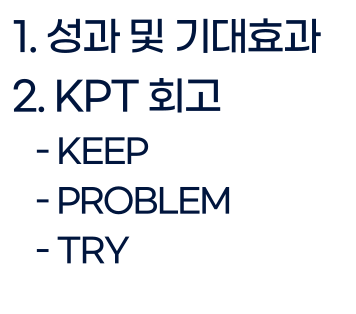 1. 성과 및 기대효과
2. KPT 회고
- KEEP
- PROBLEM
- TRY